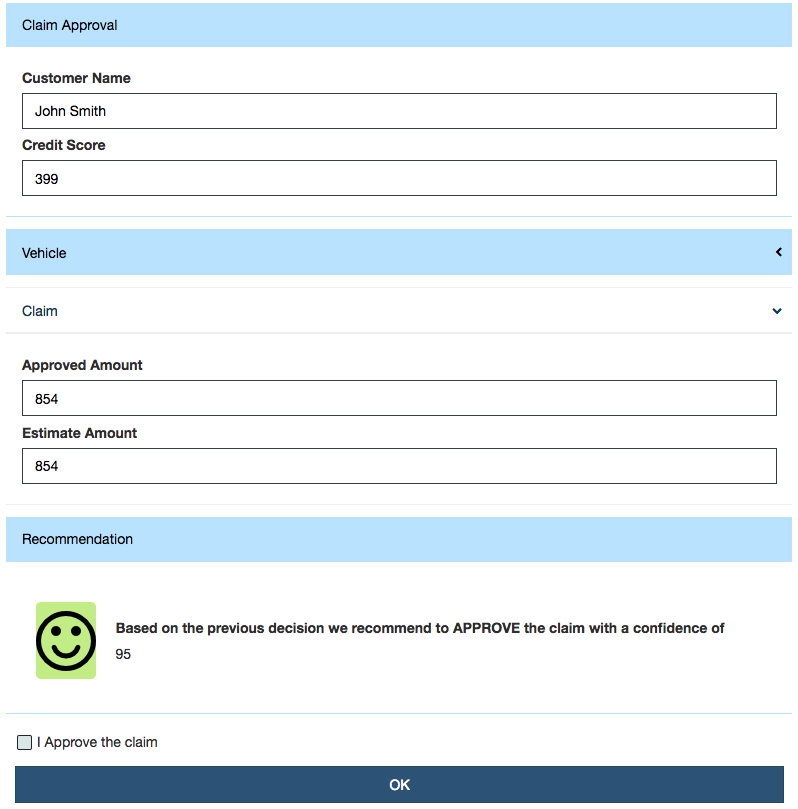 Claim Approval
Customer Name
John Smith
Credit Score
399
Vehicle
Claim
Approved Amount
854
Estimate Amount
854
Recommendation
Based on the previous decision we recommend to APPROVE the claim with a confidence of
95
I Approve the claim
OK